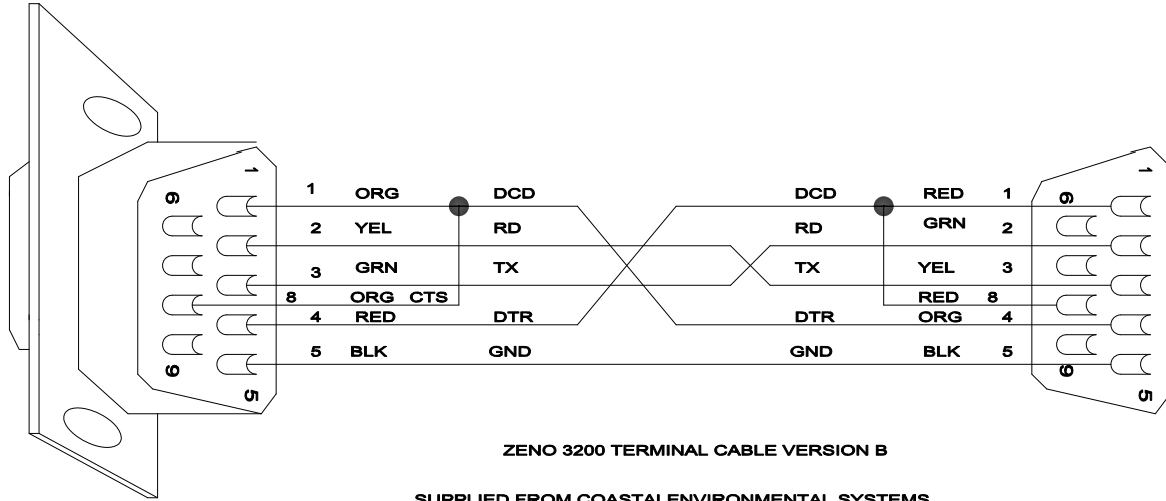 1
6
9
5
1 ORG DCD
2 YEL RD
3 GRN TX
8 ORG CTS
4 RED DTR
5 BLK GND
DCD RED 1
RD GRN 2
TX YEL 3
RED 8
DTR ORG 4
GND BLK 5
1
6
9
5
ZENO 3200 TERMINAL CABLE VERSION B
SUPPLIED FROM COASTAL ENVIRONMENTAL SYSTEMS